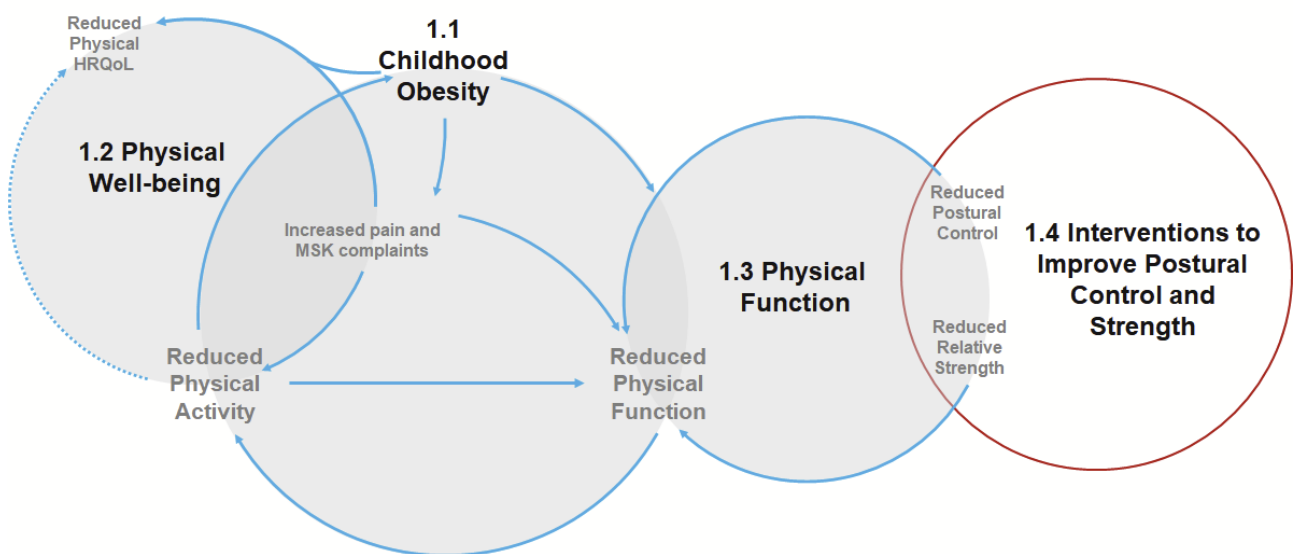 Reduced
Physical
HRQoL
1.1
Childhood
Obesity
1.2 Physical
Well-being
Increased pain and
MSK complaints
Reduced
Physical
Activity
Reduced
Physical
Function
1.3 Physical
Function
Reduced
Postural
Control
Reduced
Relative
Strength
1.4 Interventions to
Improve Postural
Control and
Strength